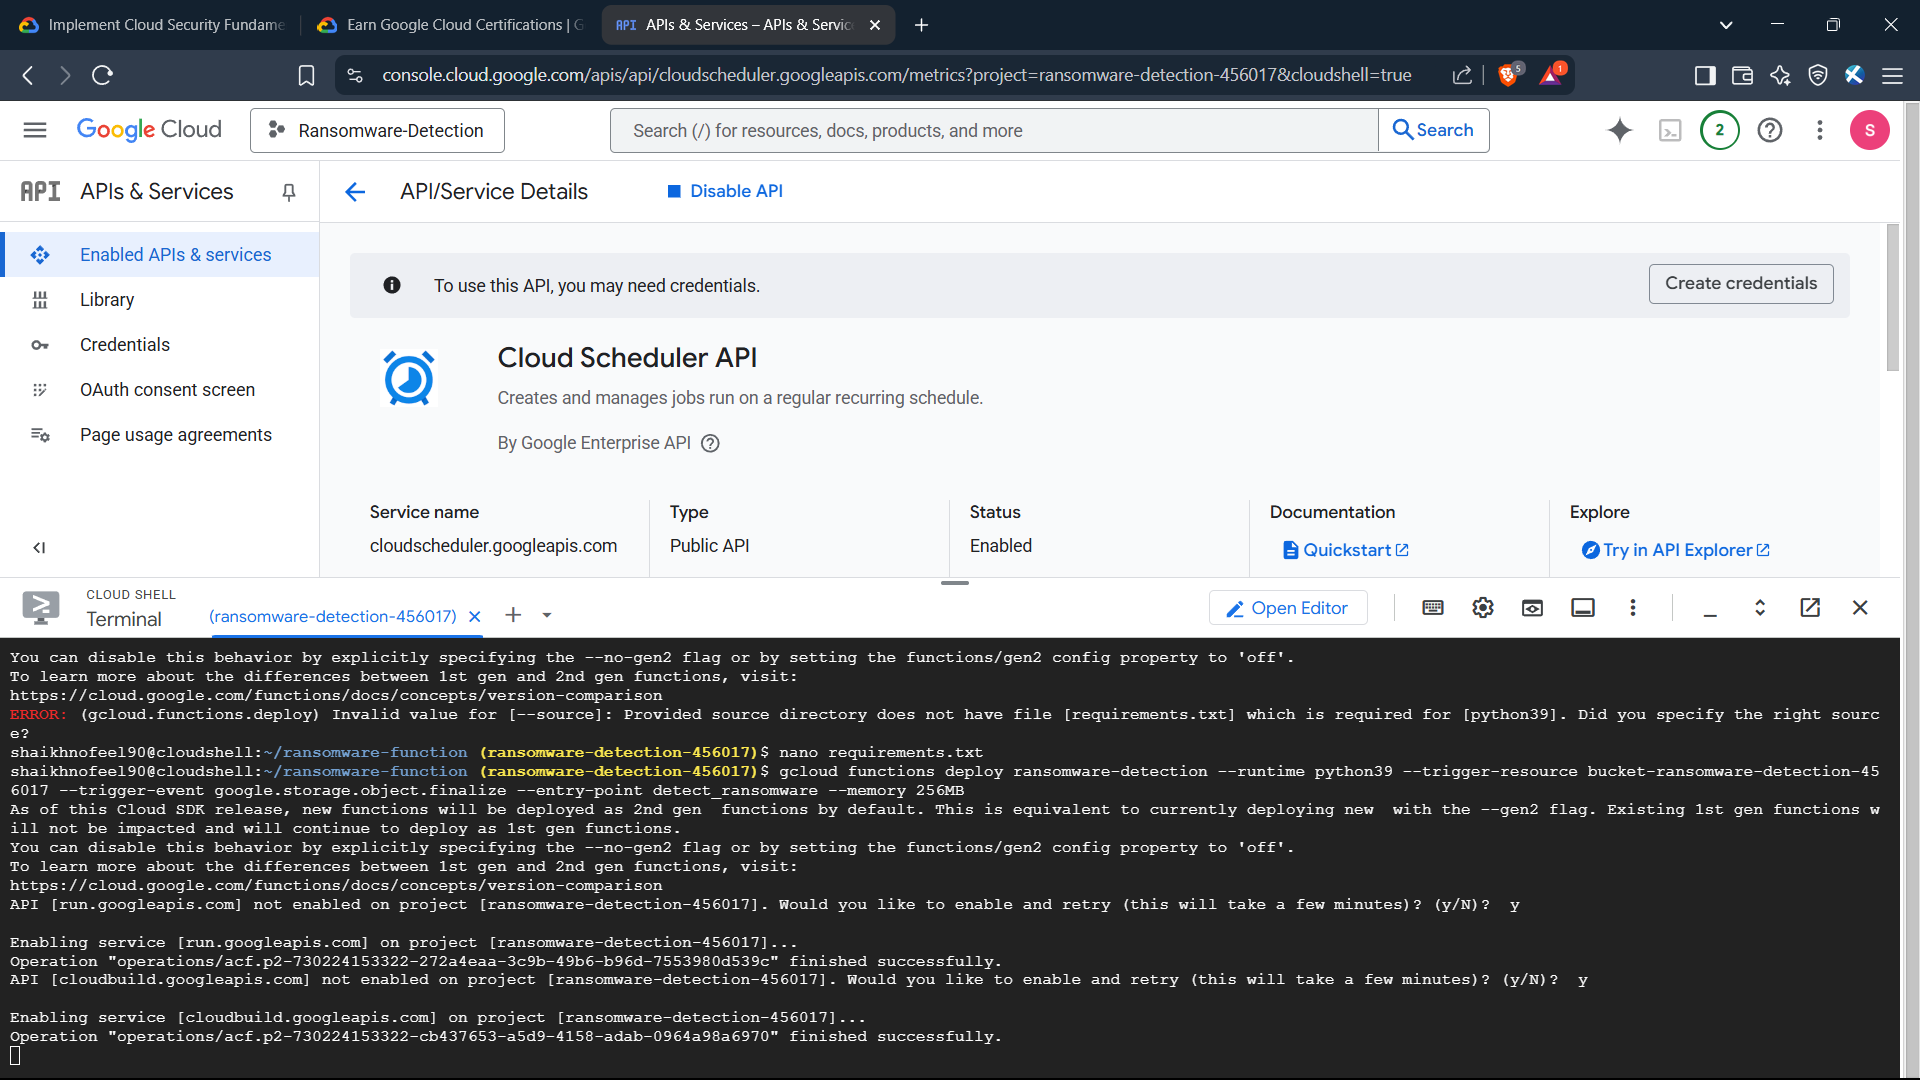 Implement Cloud Security Fundame
Earn Google Cloud Certifications | G
API APIs & Services – APIs & Servic
console.cloud.google.com/apis/api/cloudscheduler.googleapis.com/metrics?project=ransomware-detection-456017&cloudshell=true
5
1
Google Cloud
Ransomware-Detection
Search (/) for resources, docs, products, and more
Search
2
S
API APIs & Services
API/Service Details
Disable API
Enabled APIs & services
Library
Credentials
OAuth consent screen
Page usage agreements
To use this API, you may need credentials.
Create credentials
Cloud Scheduler API
Creates and manages jobs run on a regular recurring schedule.
By Google Enterprise API
Service name
cloudscheduler.googleapis.com
Type
Public API
Status
Enabled
Documentation
Quickstart
Explore
Try in API Explorer
CLOUD SHELL
Terminal
(ransomware-detection-456017)
Open Editor
You can disable this behavior by explicitly specifying the --no-gen2 flag or by setting the functions/gen2 config property to 'off'.
To learn more about the differences between 1st gen and 2nd gen functions, visit:
https://cloud.google.com/functions/docs/concepts/version-comparison
ERROR: (gcloud.functions.deploy) Invalid value for [--source]: Provided source directory does not have file [requirements.txt] which is required for [python39]. Did you specify the right sourc
e?
shaikhnofeel90@cloudshell:~/ransomware-function (ransomware-detection-456017)$ nano requirements.txt
shaikhnofeel90@cloudshell:~/ransomware-function (ransomware-detection-456017)$ gcloud functions deploy ransomware-detection --runtime python39 --trigger-resource bucket-ransomware-detection-45
6017 --trigger-event google.storage.object.finalize --entry-point detect_ransomware --memory 256MB
As of this Cloud SDK release, new functions will be deployed as 2nd gen  functions by default. This is equivalent to currently deploying new  with the --gen2 flag. Existing 1st gen functions w
ill not be impacted and will continue to deploy as 1st gen functions.
You can disable this behavior by explicitly specifying the --no-gen2 flag or by setting the functions/gen2 config property to 'off'.
To learn more about the differences between 1st gen and 2nd gen functions, visit:
https://cloud.google.com/functions/docs/concepts/version-comparison
API [run.googleapis.com] not enabled on project [ransomware-detection-456017]. Would you like to enable and retry (this will take a few minutes)? (y/N)?  y
Enabling service [run.googleapis.com] on project [ransomware-detection-456017]...
Operation "operations/acf.p2-730224153322-272a4eaa-3c9b-49b6-b96d-7553980d539c" finished successfully.
API [cloudbuild.googleapis.com] not enabled on project [ransomware-detection-456017]. Would you like to enable and retry (this will take a few minutes)? (y/N)?  y
Enabling service [cloudbuild.googleapis.com] on project [ransomware-detection-456017]...
Operation "operations/acf.p2-730224153322-cb437653-a5d9-4158-adab-0964a98a6970" finished successfully.